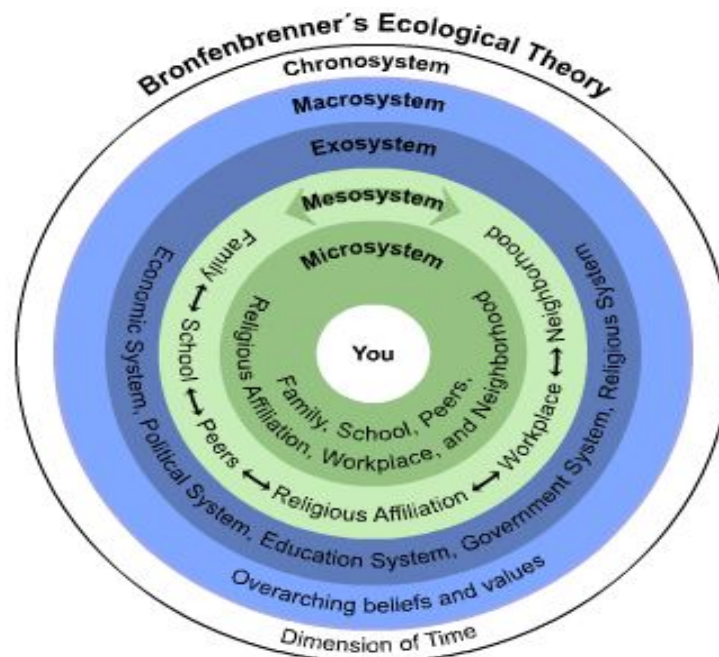 Bronfenbrenner´s Ecological Theory
Chronosystem
Macrosystem
Exosystem
Mesosystem
Microsystem
You
Family, School, Peers,
Religious Affiliation, Workplace, and Neighborhood
Family ↔ School ↔ Peers ↔ Religious Affiliation ↔ Workplace ↔ Neighborhood
Economic System, Political System, Education System, Government System, Religious System
Overarching beliefs and values
Dimension of Time